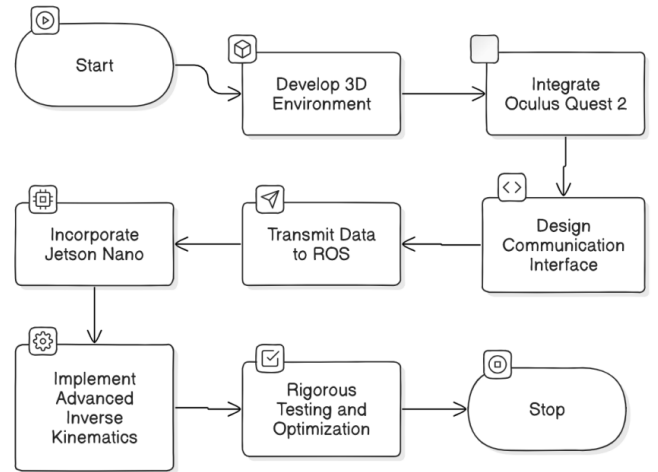 Start
Develop 3D
Environment
Integrate
Oculus Quest 2
Design
Communication
Interface
Transmit Data
to ROS
Incorporate
Jetson Nano
Implement
Advanced
Inverse
Kinematics
Rigorous
Testing and
Optimization
Stop